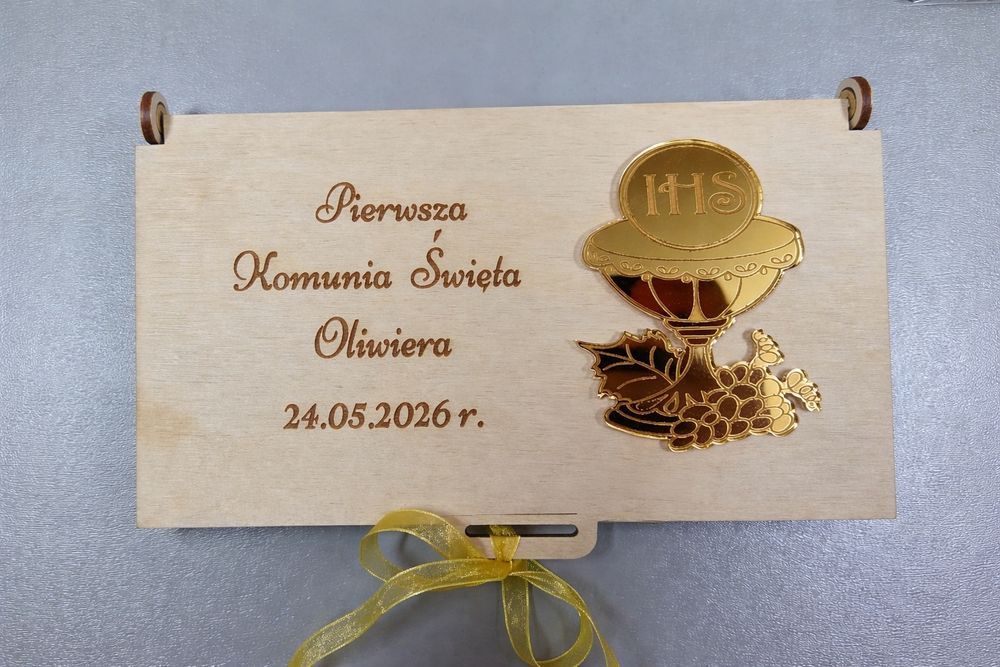 Pierwsza
Komunia Święta
Oliwiera
24.05.2026 r.
IHS